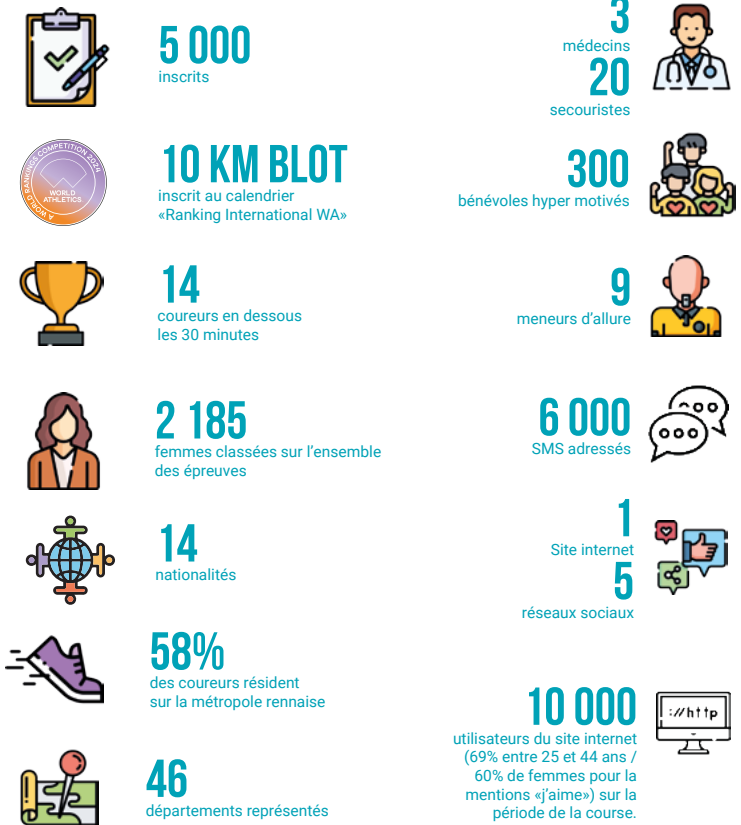 5 000
inscrits
A WORLD RANKINGS COMPETITION 2024
WORLD
ATHLETICS
10 KM BLOT
inscrit au calendrier
«Ranking International WA»
14
coureurs en dessous
les 30 minutes
2 185
femmes classées sur l’ensemble
des épreuves
14
nationalités
58%
des coureurs résident
sur la métropole rennaise
46
départements représentés
3
médecins
20
secouristes
300
bénévoles hyper motivés
9
meneurs d’allure
6 000
SMS adressés
1
Site internet
5
réseaux sociaux
10 000
utilisateurs du site internet
(69% entre 25 et 44 ans /
60% de femmes pour la
mentions «j’aime») sur la
période de la course.
://http